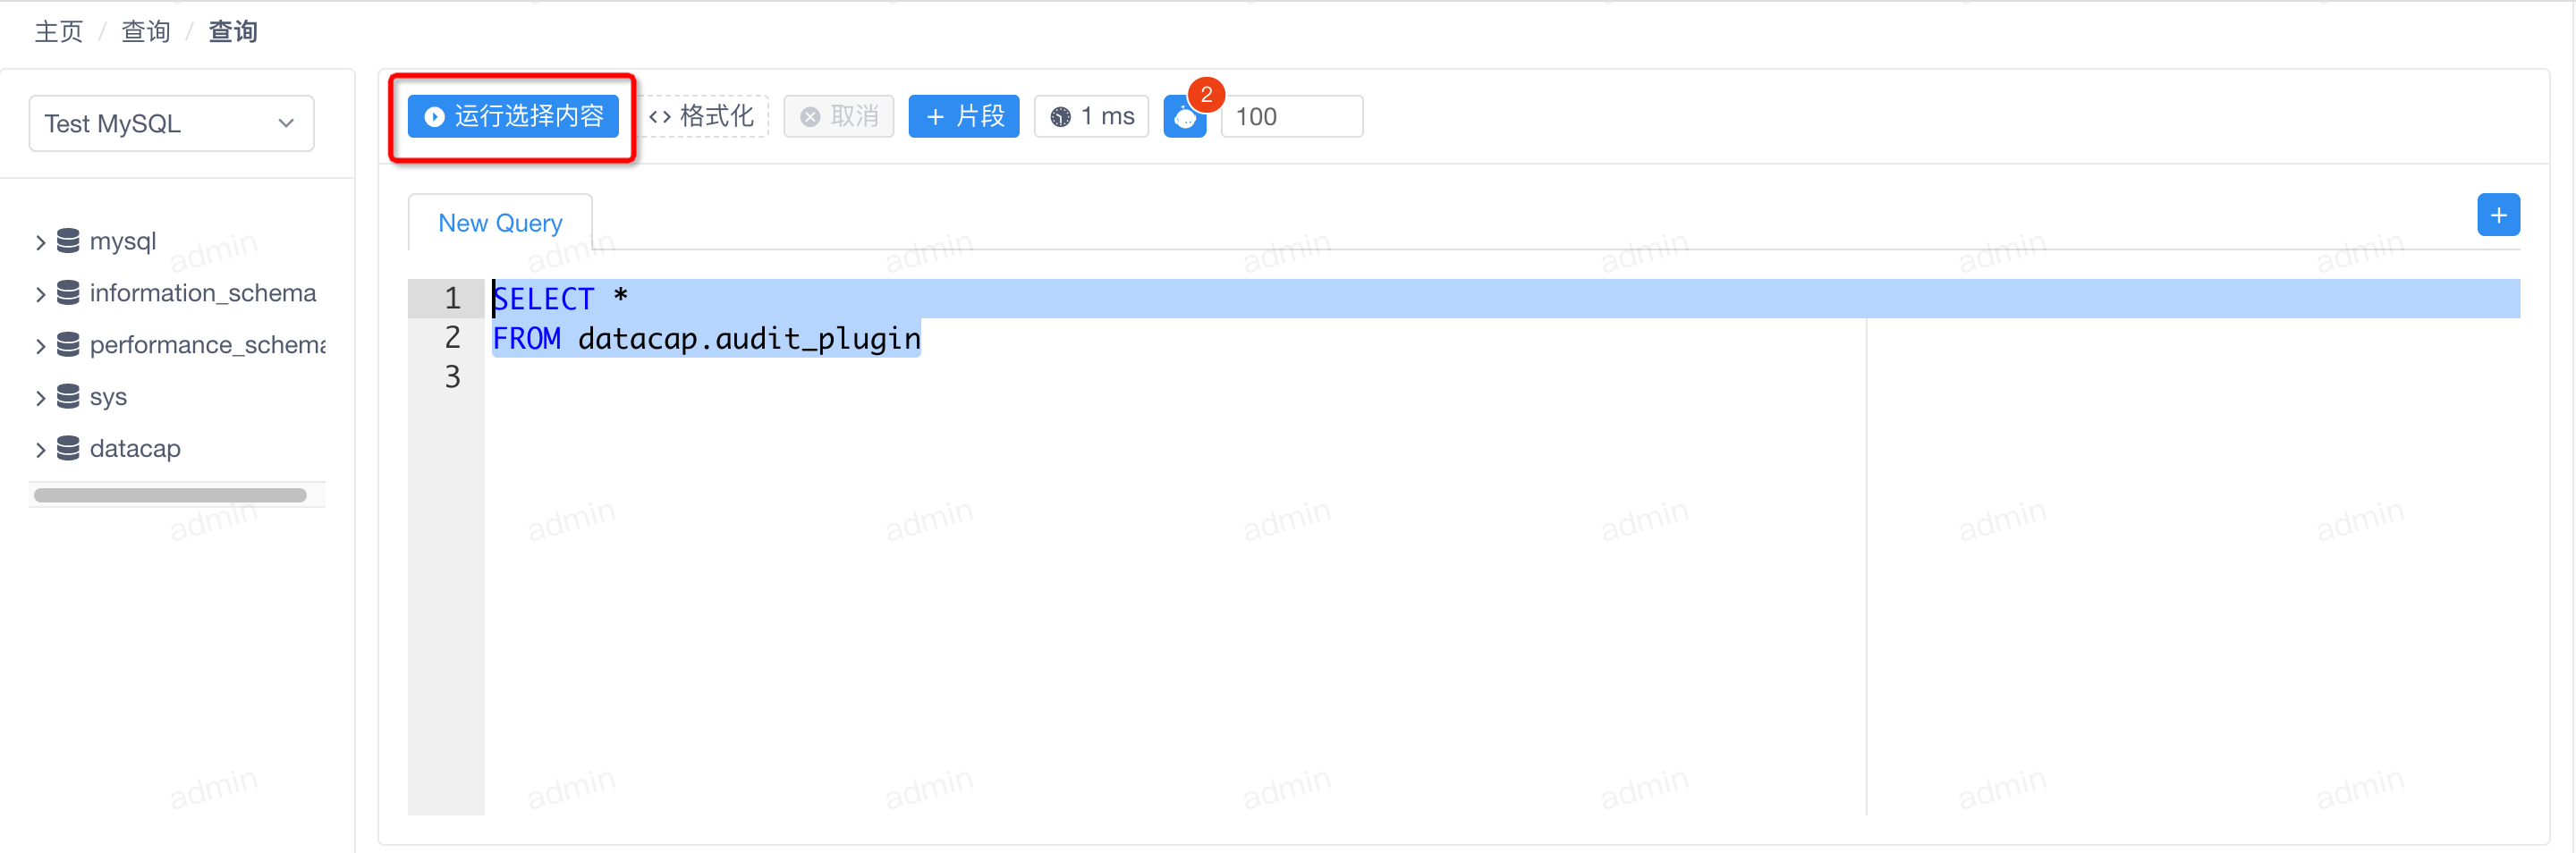 主页 / 查询 / 查询
Test MySQL
mysql
information_schema
performance_schema
sys
datacap
运行选择内容
<> 格式化
取消
+ 片段
1 ms
2
100
New Query
+
1 SELECT *
2 FROM datacap.audit_plugin
3
admin admin admin admin admin admin admin
admin admin admin admin admin admin admin
admin admin admin admin admin admin admin